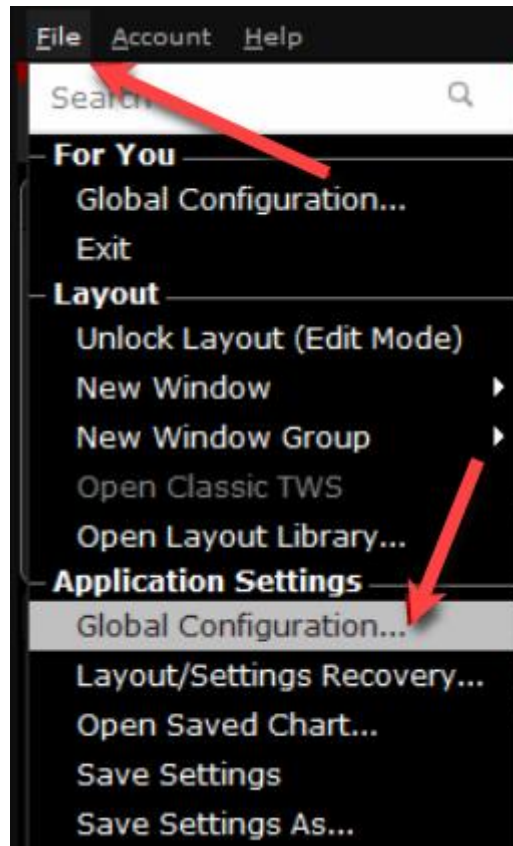 File Account Help
Search
For You
Global Configuration...
Exit
Layout
Unlock Layout (Edit Mode)
New Window
New Window Group
Open Classic TWS
Open Layout Library...
Application Settings
Global Configuration...
Layout/Settings Recovery...
Open Saved Chart...
Save Settings
Save Settings As...